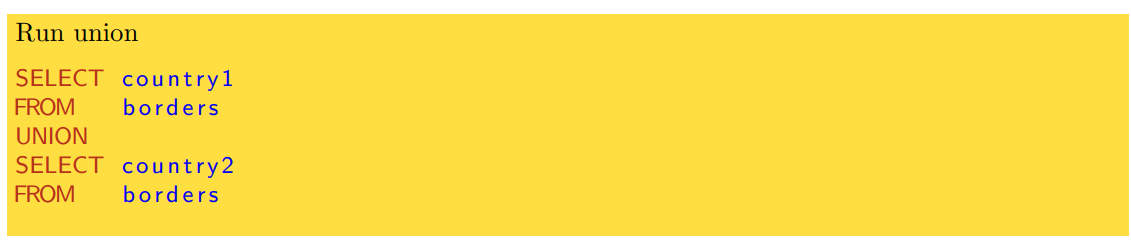 Run union
SELECT country1
FROM borders
UNION
SELECT country2
FROM borders